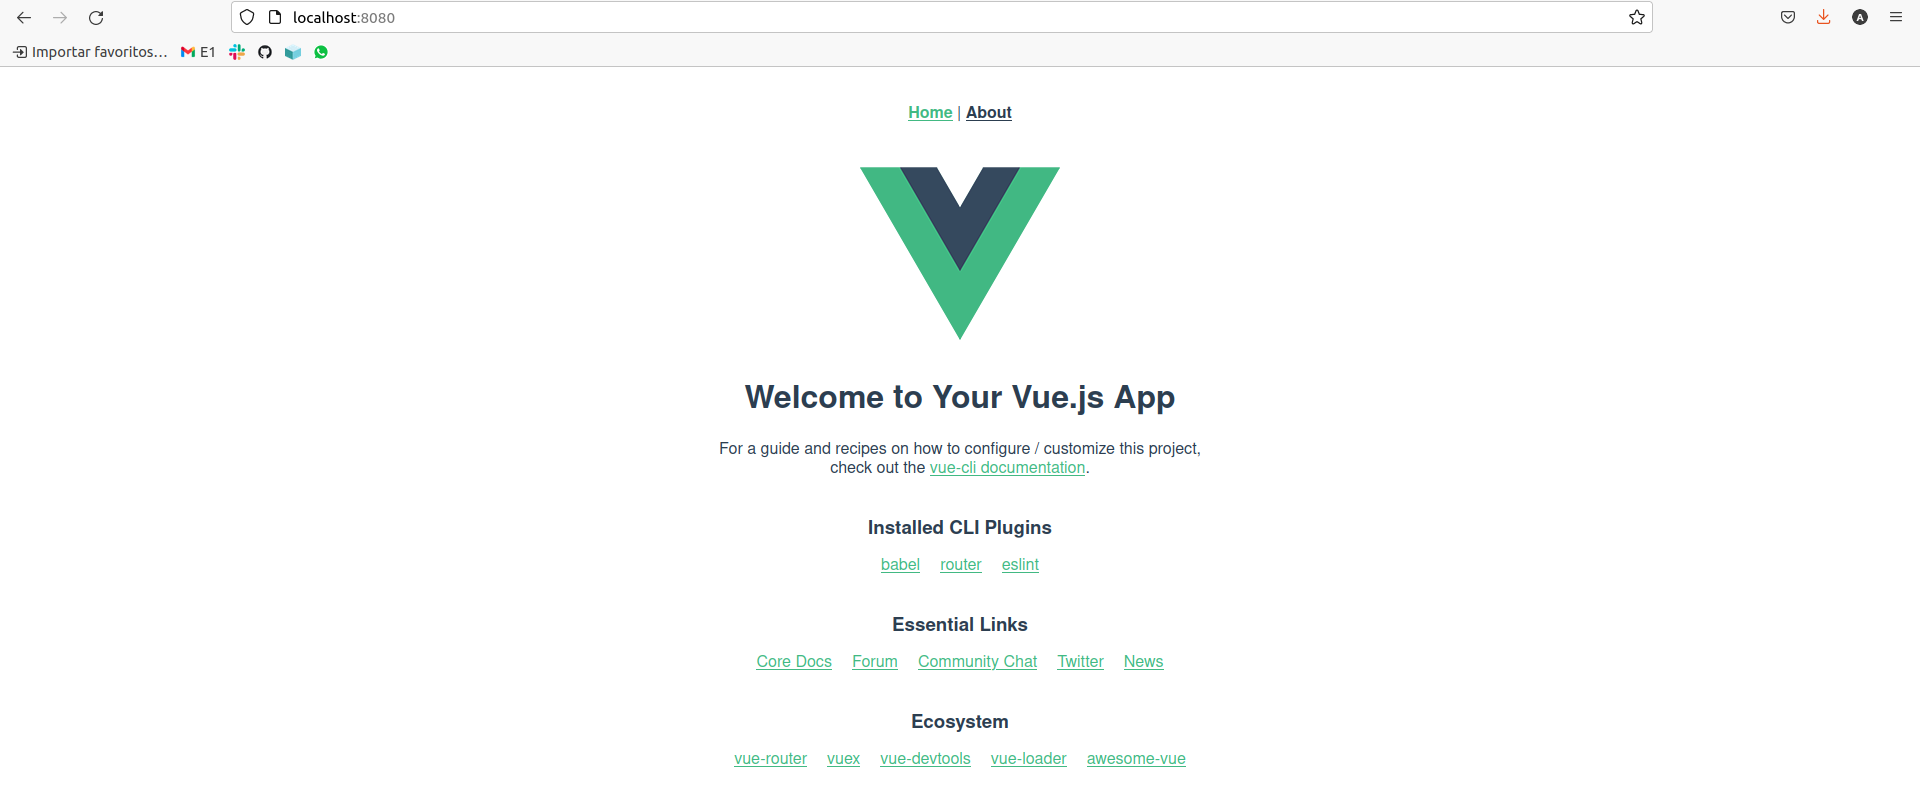 localhost:8080
A
Importar favoritos... E1
Home | About
Welcome to Your Vue.js App
For a guide and recipes on how to configure / customize this project,
check out the vue-cli documentation.
Installed CLI Plugins
babel router eslint
Essential Links
Core Docs Forum Community Chat Twitter News
Ecosystem
vue-router vuex vue-devtools vue-loader awesome-vue